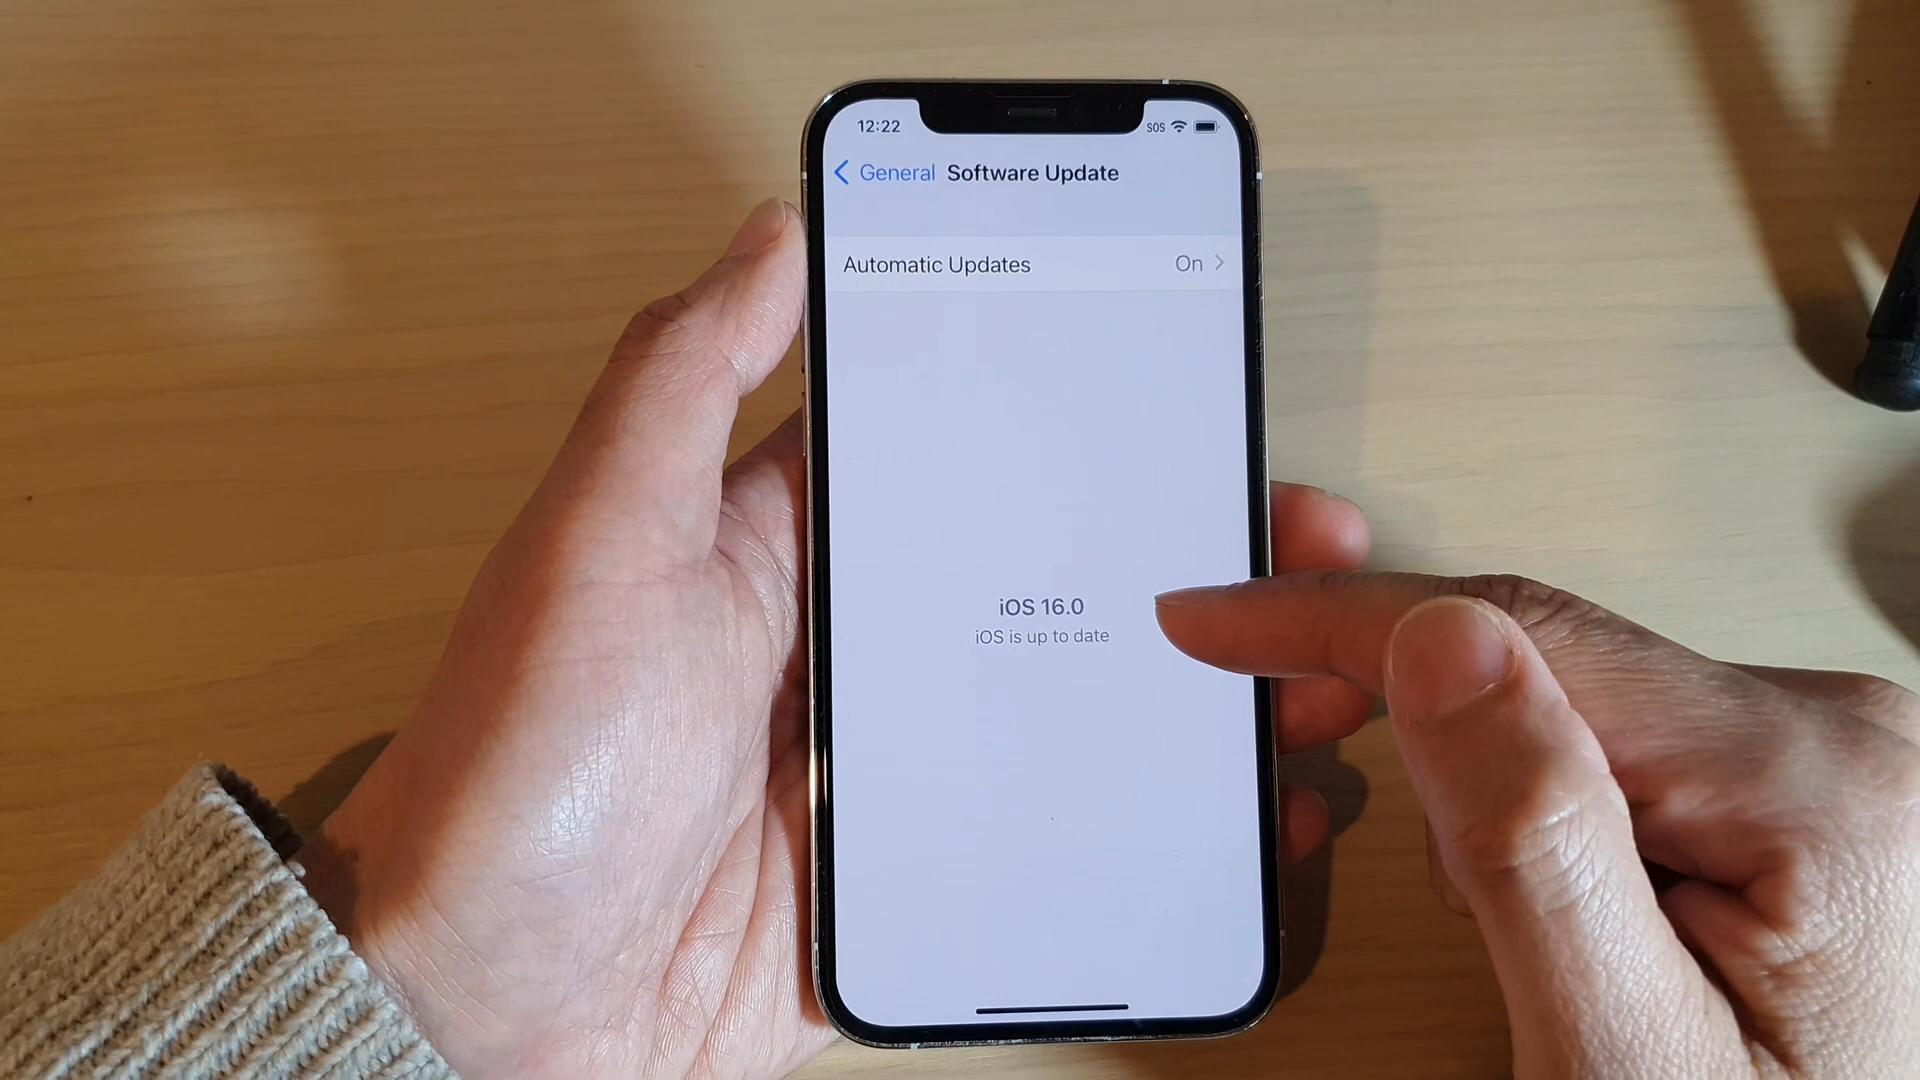 12:22 SOS
General Software Update
Automatic Updates On
iOS 16.0
iOS is up to date